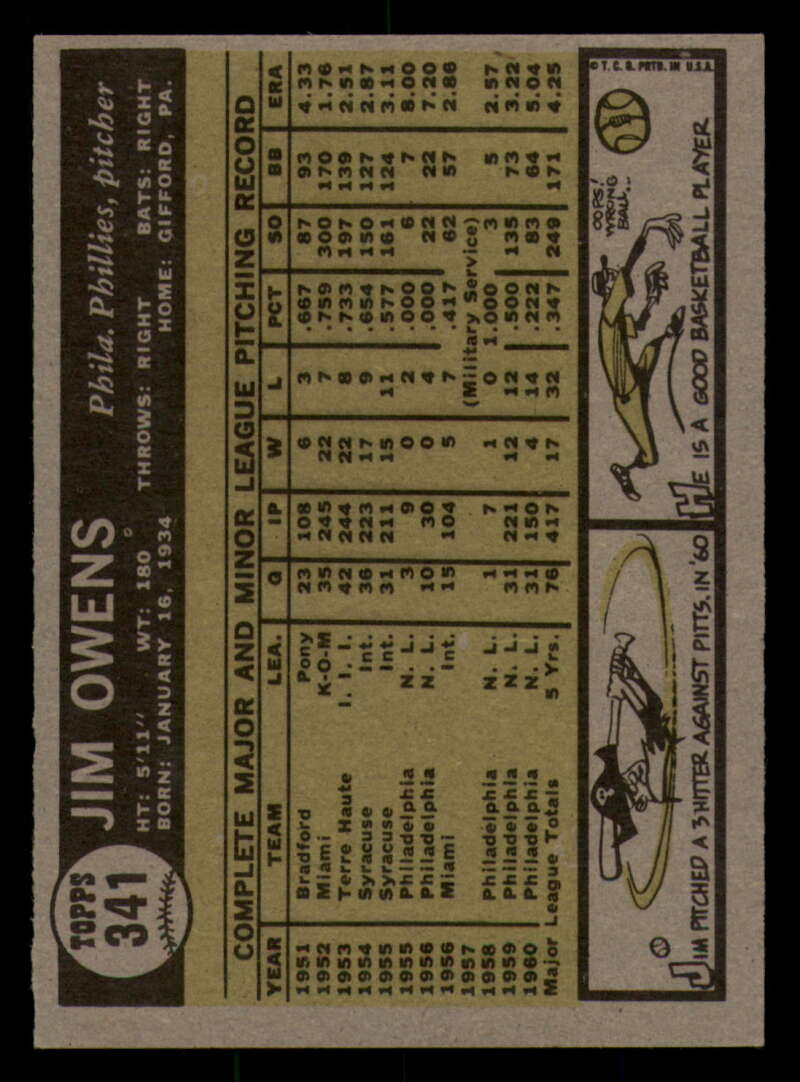 TOPPS
341
JIM OWENS Phila. Phillies, pitcher
HT: 5'11" WT: 180 THROWS: RIGHT BATS: RIGHT
BORN: JANUARY 16, 1934 HOME: GIFFORD, PA.
COMPLETE MAJOR AND MINOR LEAGUE PITCHING RECORD
YEAR TEAM LEA. G IP W L PCT SO BB ERA
1951 Bradford Pony 23 108 6 3 .667 87 93 4.33
1952 Miami K-O-M 35 245 22 7 .759 300 170 1.76
1953 Terre Haute I. I. I. 42 244 22 8 .733 197 139 2.51
1954 Syracuse Int. 36 223 17 9 .654 150 127 2.87
1955 Syracuse Int. 31 211 15 11 .577 161 124 3.11
1955 Philadelphia N. L. 3 9 0 2 .000 6 7 8.00
1956 Philadelphia N. L. 10 30 0 4 .000 22 22 7.20
1956 Miami Int. 15 104 5 7 .417 62 57 2.86
1957 (Military Service)
1958 Philadelphia N. L. 1 7 1 0 1.000 3 5 2.57
1959 Philadelphia N. L. 31 221 12 12 .500 135 73 3.22
1960 Philadelphia N. L. 31 150 4 14 .222 83 64 5.04
Major League Totals 5 Yrs. 76 417 17 32 .347 249 171 4.25
JIM PITCHED A 3 HITTER AGAINST PITTS. IN '60
OOPS!
WRONG
BALL...
HE IS A GOOD BASKETBALL PLAYER
© T. C. G. PRTD. IN U.S.A.